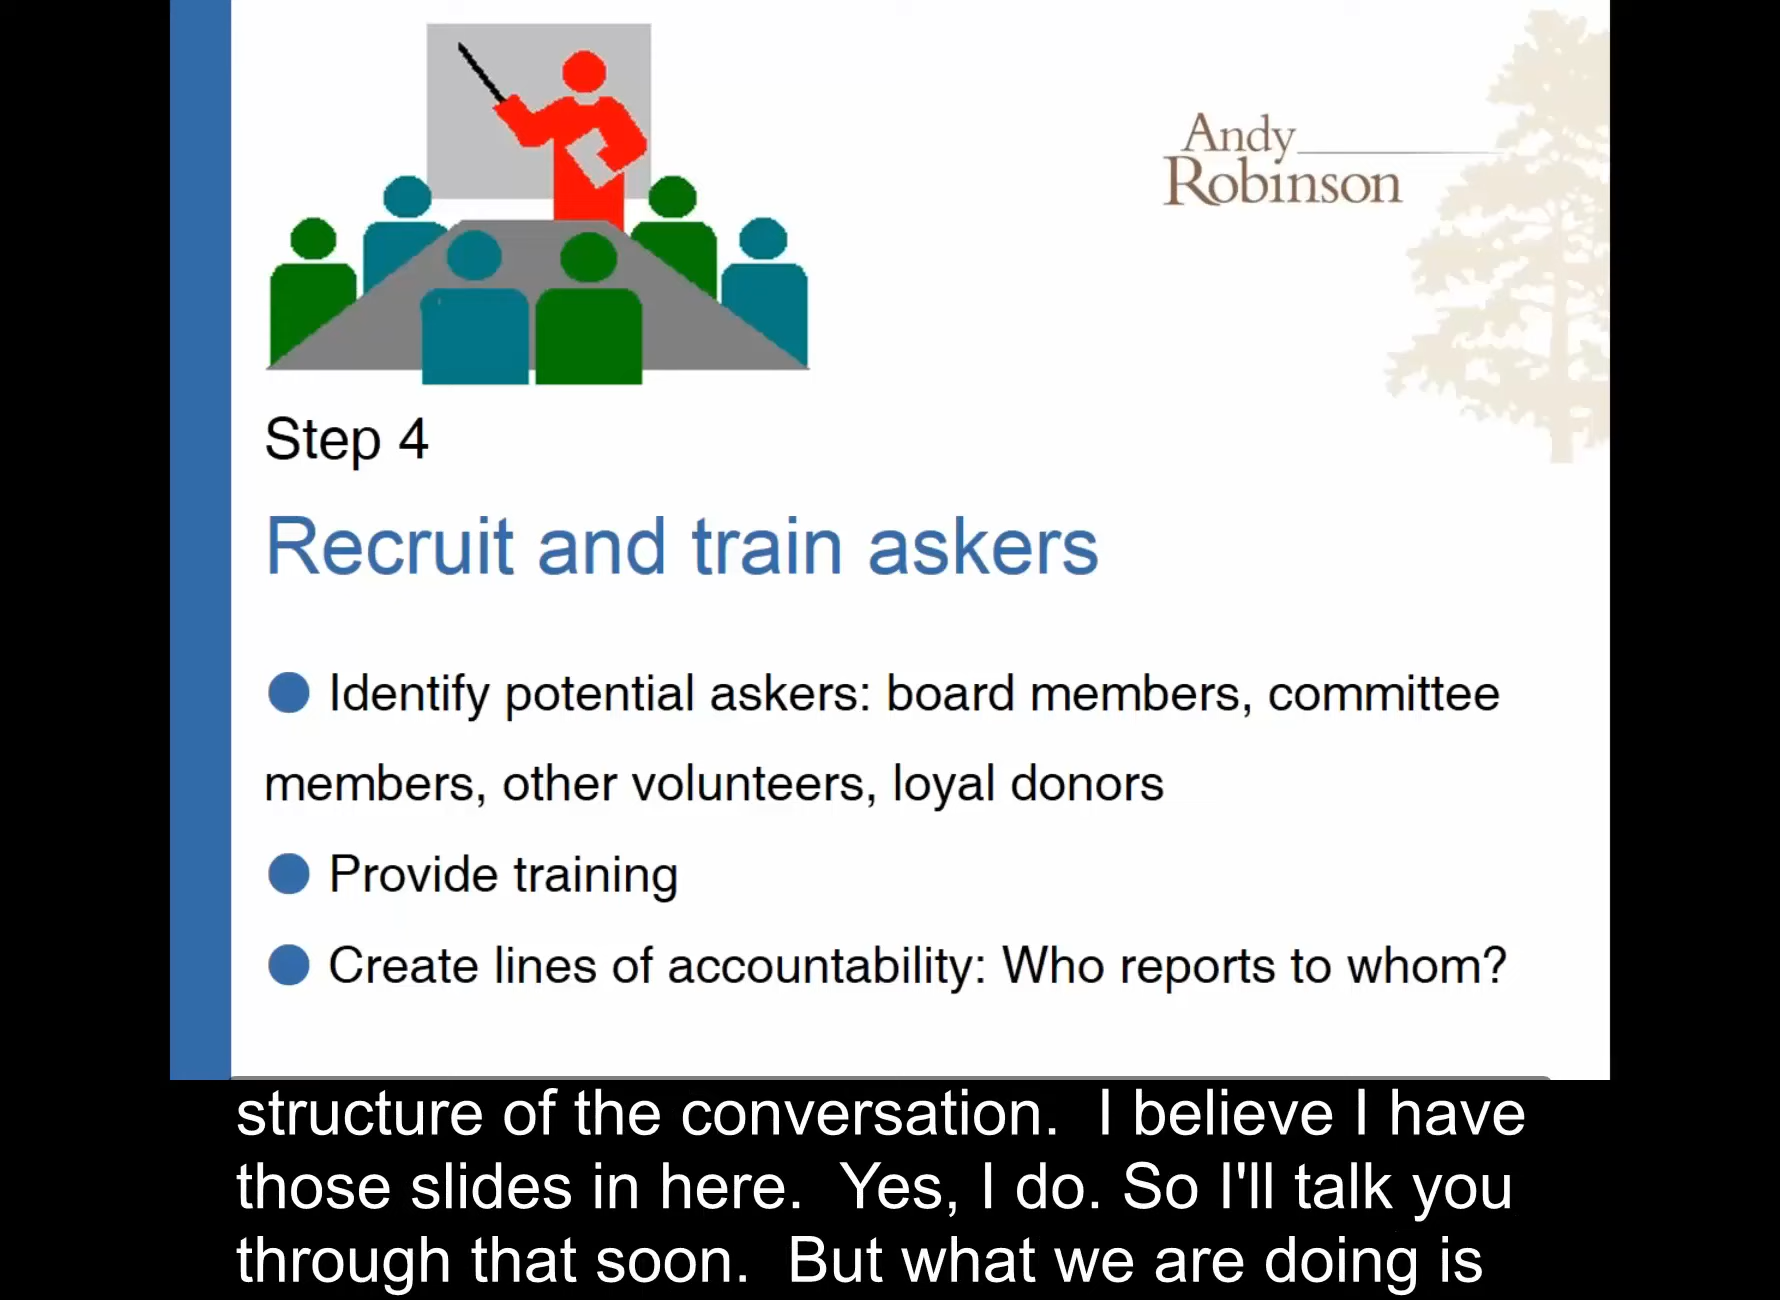 Andy
Robinson
Step 4
Recruit and train askers
Identify potential askers: board members, committee
members, other volunteers, loyal donors
Provide training
Create lines of accountability: Who reports to whom?
structure of the conversation.  I believe I have
those slides in here.  Yes, I do. So I'll talk you
through that soon.  But what we are doing is